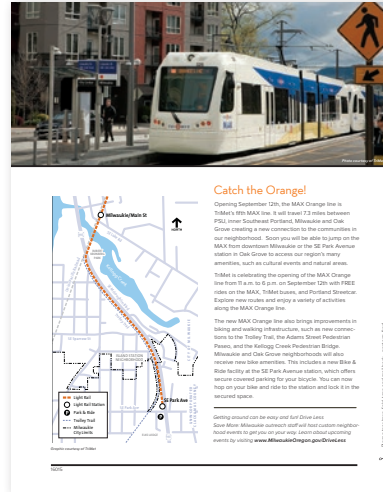 Photo courtesy of TriMet
Catch the Orange!
Opening September 12th, the MAX Orange line is
TriMet's fifth MAX line. It will travel 7.3 miles between
PSU, inner Southeast Portland, Milwaukie and Oak
Grove creating a new connection to the communities in
our neighborhood. Soon you will be able to jump on the
MAX from downtown Milwaukie or the SE Park Avenue
station in Oak Grove to access our region's many
amenities, such as cultural events and natural areas.
TriMet is celebrating the opening of the MAX Orange
line from 11 a.m. to 6 p.m. on September 12th with FREE
rides on the MAX, TriMet buses, and Portland Streetcar.
Explore new routes and enjoy a variety of activities
along the MAX Orange line.
The new MAX Orange line also brings improvements in
biking and walking infrastructure, such as new connec-
tions to the Trolley Trail, the Adams Street Pedestrian
Paseo, and the Kellogg Creek Pedestrian Bridge.
Milwaukie and Oak Grove neighborhoods will also
receive new bike amenities. This includes a new Bike &
Ride facility at the SE Park Avenue station, which offers
secure covered parking for your bicycle. You can now
hop on your bike and ride to the station and lock it in the
secured space.
Getting around can be easy and fun! Drive Less
Save More: Milwaukie outreach staff will host custom neighbor-
hood events to get you on your way. Learn about upcoming
events by visiting www.MilwaukieOregon.gov/DriveLess
Milwaukie/Main St
NORTH
Kellogg Lake
ISLAND STATION
NEIGHBORHOOD
SE Park Ave
P
Light Rail
Light Rail Station
P Park & Ride
Trolley Trail
Milwaukie
City Limits
Graphic courtesy of TriMet